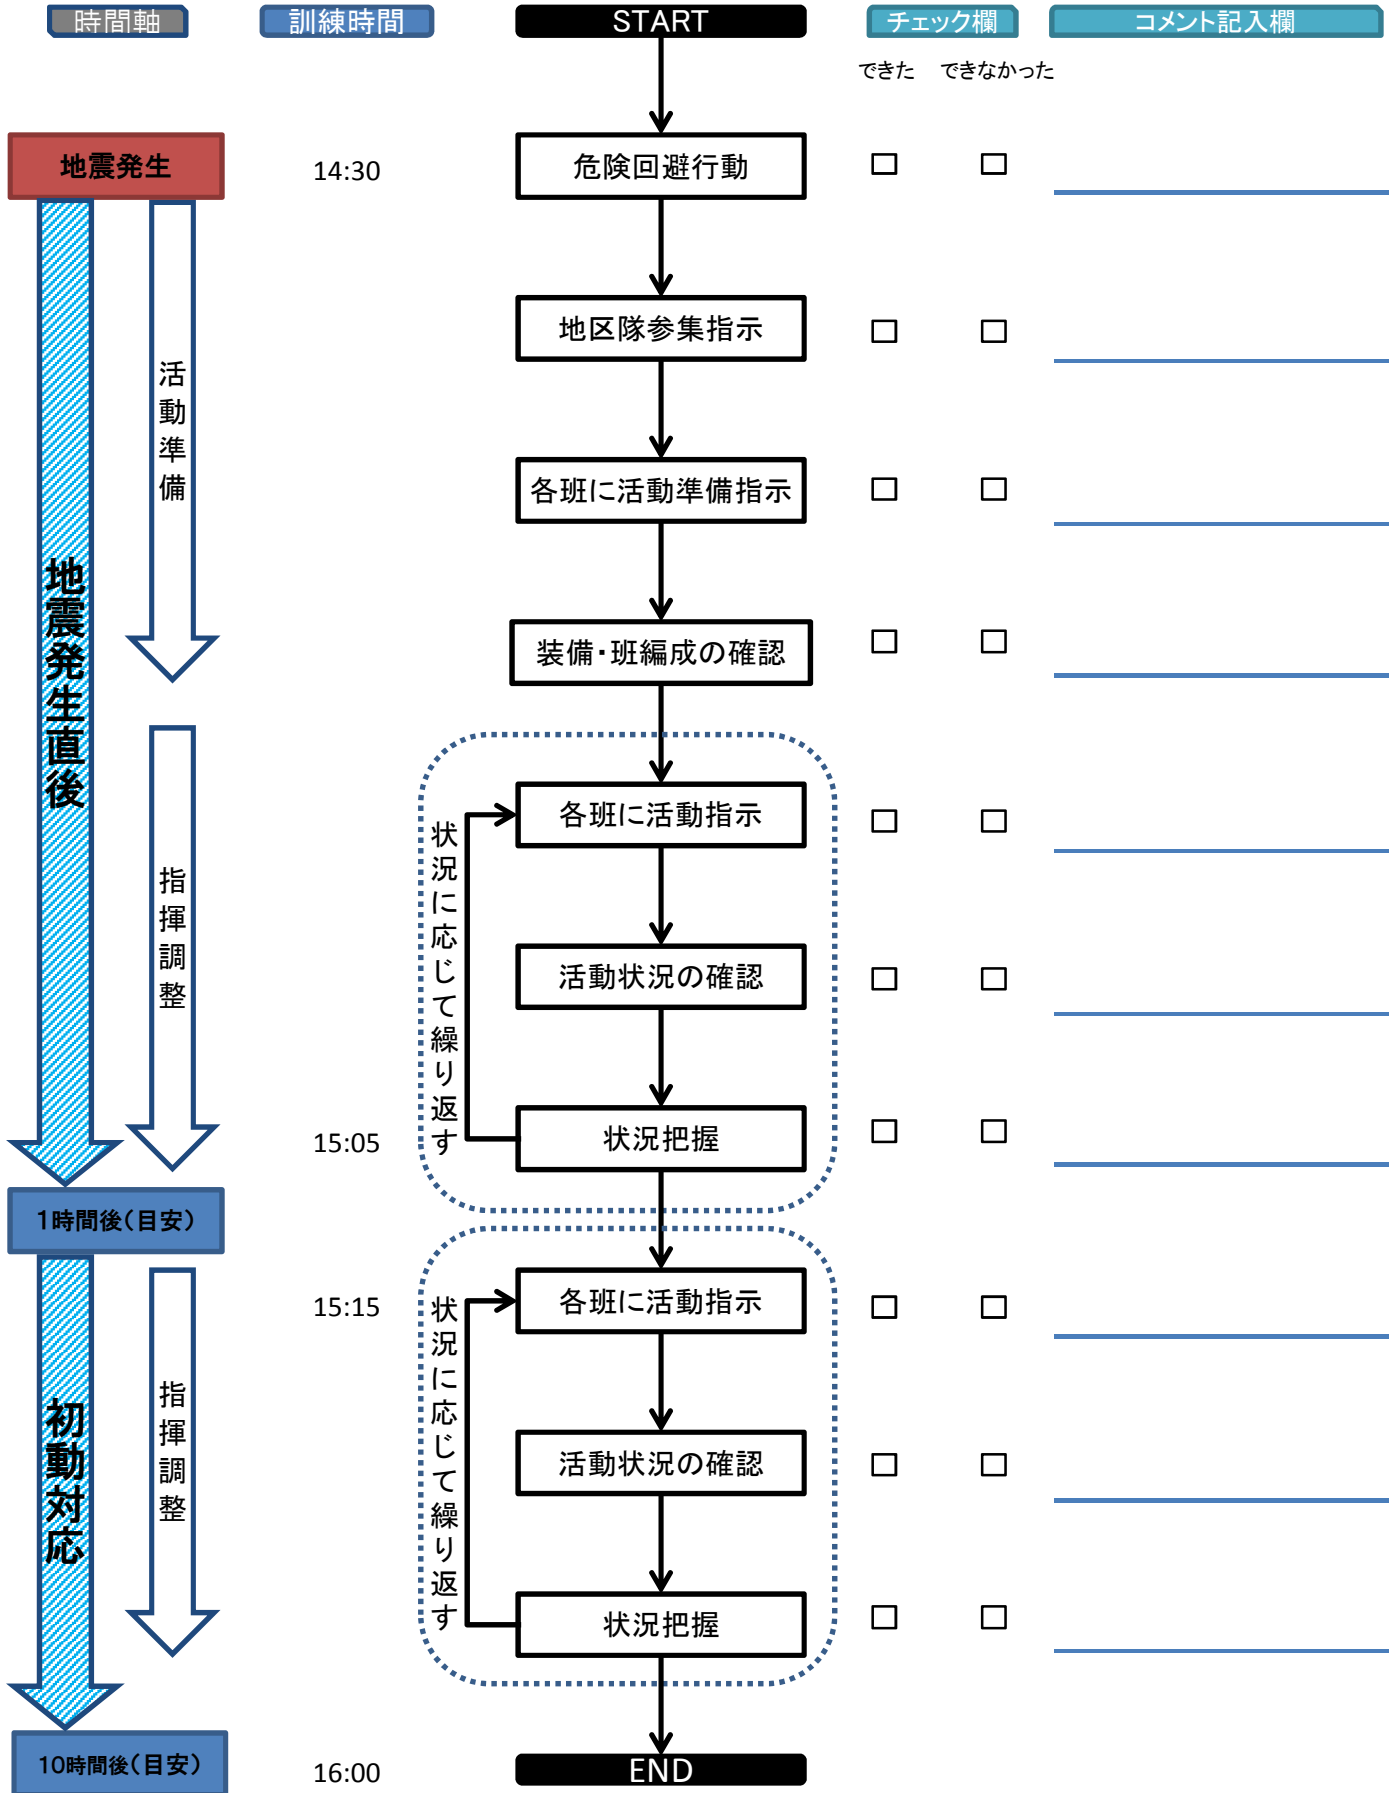 時間軸
訓練時間
START
チェック欄
コメント記入欄
できた
できなかった
地震発生
14:30
危険回避行動
地区隊参集指示
活動準備
各班に活動準備指示
地震発生直後
装備・班編成の確認
各班に活動指示
状況に応じて繰り返す
指揮調整
活動状況の確認
15:05
状況把握
1時間後(目安)
15:15
各班に活動指示
状況に応じて繰り返す
初動対応
指揮調整
活動状況の確認
状況把握
10時間後(目安)
16:00
END